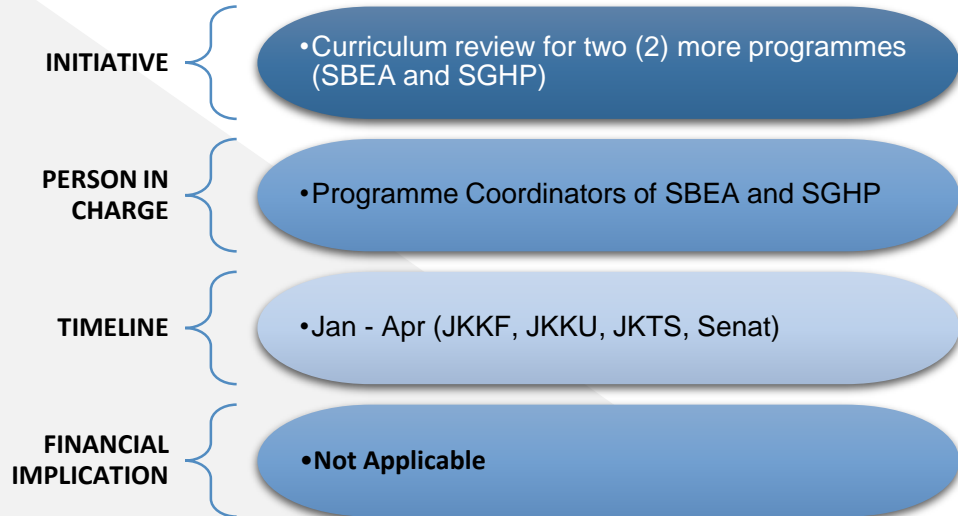 INITIATIVE
•Curriculum review for two (2) more programmes
(SBEA and SGHP)
PERSON IN
CHARGE
•Programme Coordinators of SBEA and SGHP
TIMELINE
•Jan - Apr (JKKF, JKKU, JKTS, Senat)
FINANCIAL
IMPLICATION
•Not Applicable